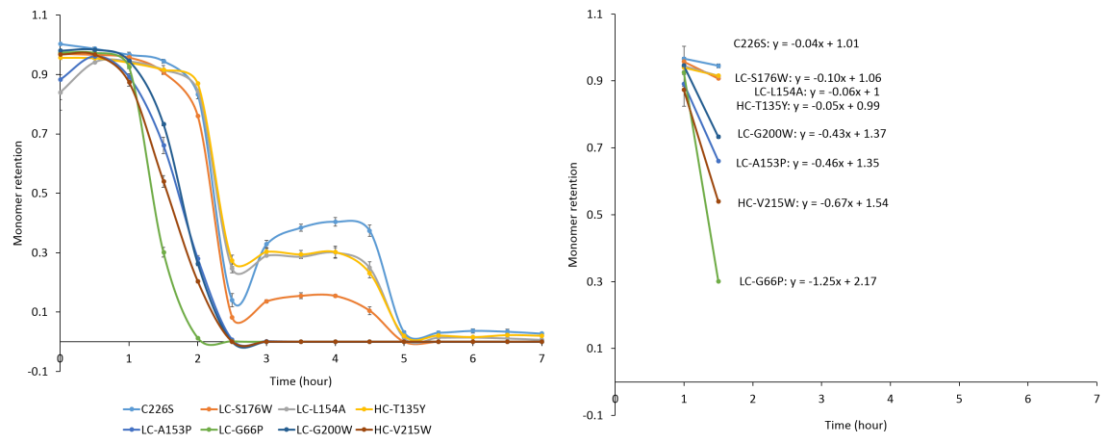 1.1
0.9
0.7
0.5
0.3
0.1
-0.1
Monomer retention
0 1 2 3 4 5 6 7
Time (hour)
C226S LC-S176W LC-L154A HC-T135Y
LC-A153P LC-G66P LC-G200W HC-V215W
1.1
0.9
0.7
0.5
0.3
0.1
-0.1
Monomer retention
C226S: y = -0.04x + 1.01
LC-S176W: y = -0.10x + 1.06
LC-L154A: y = -0.06x + 1
HC-T135Y: y = -0.05x + 0.99
LC-G200W: y = -0.43x + 1.37
LC-A153P: y = -0.46x + 1.35
HC-V215W: y = -0.67x + 1.54
LC-G66P: y = -1.25x + 2.17
0 1 2 3 4 5 6 7
Time (hour)